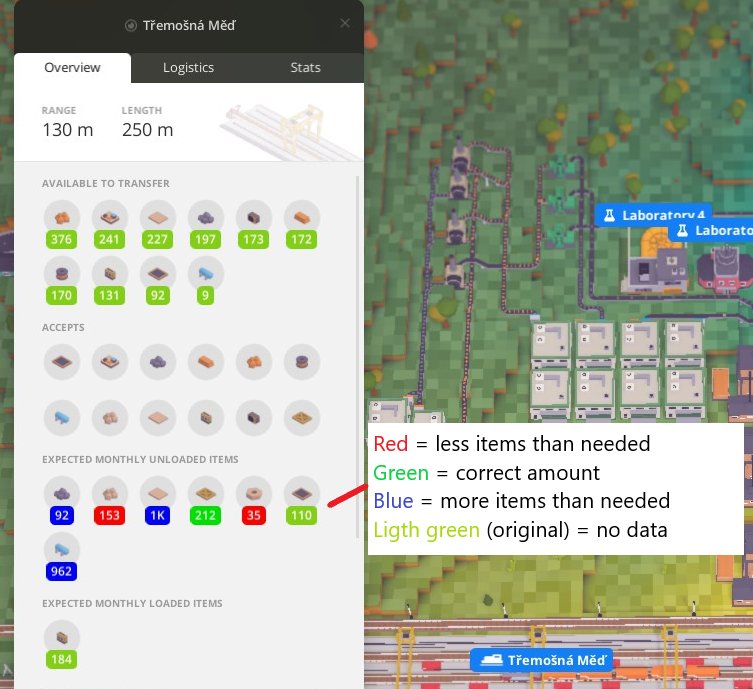 Třemošná Měď
Overview
Logistics
Stats
RANGE
LENGTH
130 m
250 m
AVAILABLE TO TRANSFER
376
241
227
197
173
172
170
131
92
9
ACCEPTS
EXPECTED MONTHLY UNLOADED ITEMS
92
153
1K
212
35
110
962
EXPECTED MONTHLY LOADED ITEMS
184
Laboratory 4
Laborato
Red = less items than needed
Green = correct amount
Blue = more items than needed
Ligth green (original) = no data
Třemošná Měď